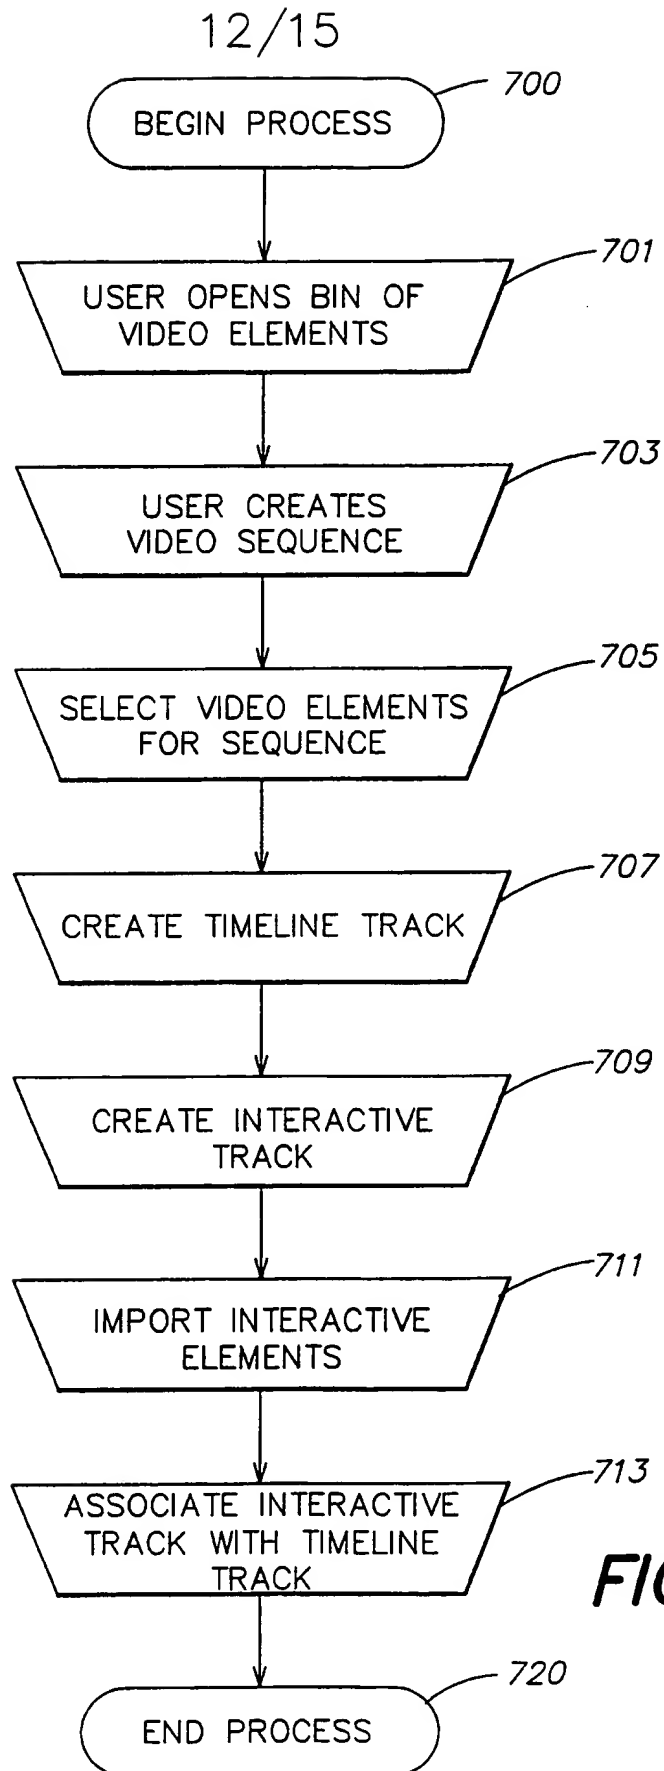 12/15
700
BEGIN PROCESS
701
USER OPENS BIN OF
VIDEO ELEMENTS
703
USER CREATES
VIDEO SEQUENCE
705
SELECT VIDEO ELEMENTS
FOR SEQUENCE
707
CREATE TIMELINE TRACK
709
CREATE INTERACTIVE
TRACK
711
IMPORT INTERACTIVE
ELEMENTS
713
ASSOCIATE INTERACTIVE
TRACK WITH TIMELINE
TRACK
720
END PROCESS